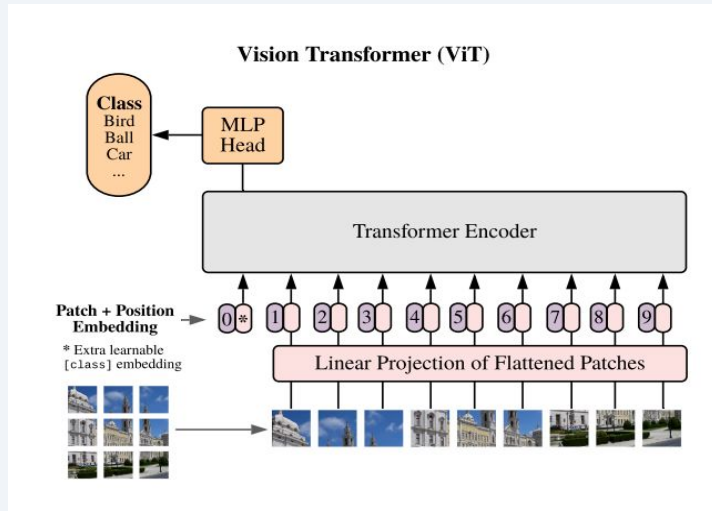 Vision Transformer (ViT)
Class
Bird
Ball
Car
...
MLP
Head
Transformer Encoder
Patch + Position
Embedding
0 * 1 2 3 4 5 6 7 8 9
* Extra learnable
[class] embedding
Linear Projection of Flattened Patches